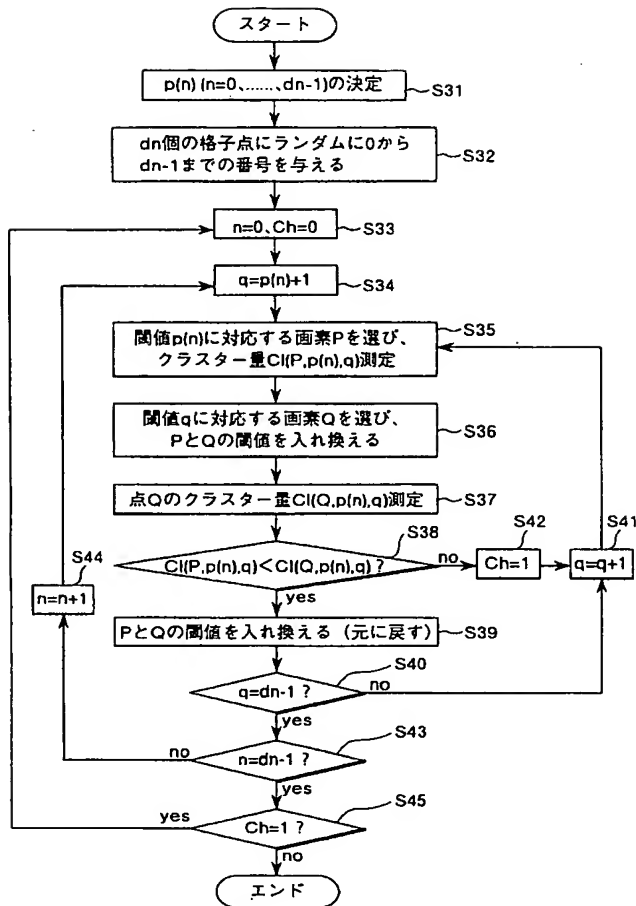 スタート
p(n) (n=0、......、dn-1)の決定
S31
dn個の格子点にランダムに0から
dn-1までの番号を与える
S32
n=0、Ch=0
S33
q=p(n)+1
S34
閾値p(n)に対応する画素Pを選び、
クラスター量Cl(P,p(n),q)測定
S35
閾値qに対応する画素Qを選び、
PとQの閾値を入れ換える
S36
点Qのクラスター量Cl(Q,p(n),q)測定
S37
Cl(P,p(n),q)<Cl(Q,p(n),q) ?
S38
no
Ch=1
S42
q=q+1
S41
yes
S44
n=n+1
PとQの閾値を入れ換える (元に戻す)
S39
q=dn-1 ?
S40
no
yes
n=dn-1 ?
S43
no
yes
Ch=1 ?
S45
yes
no
エンド